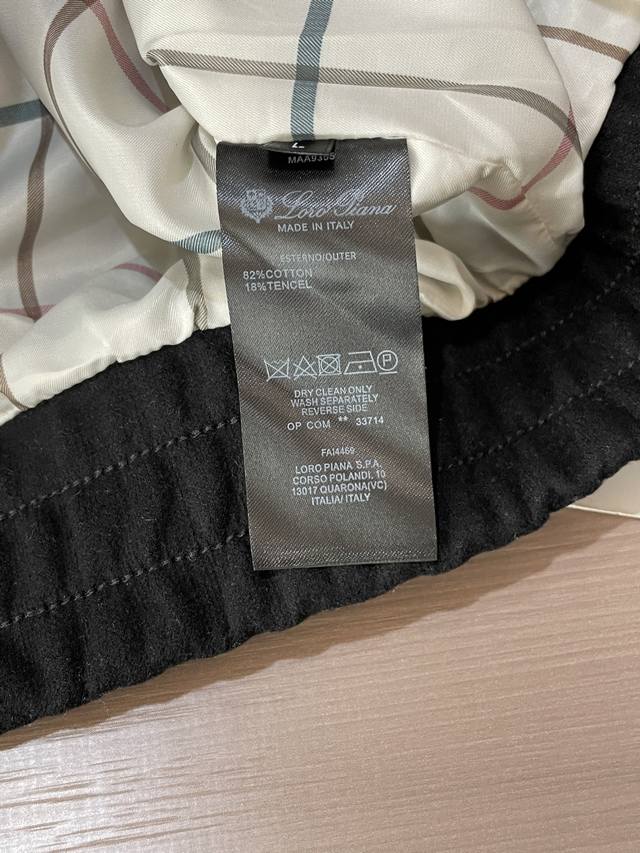 MAA93
Loro Piana
MADE IN ITALY
ESTERNO/OUTER
82%COTTON
18%TENCEL
P
DRY CLEAN ONLY
WASH SEPARATELY
REVERSE SIDE
OP COM ** 33714
FAI4469
LORO PIANA S.P.A.
CORSO POLANDI, 10
13017 QUARONA(VC)
ITALIA/ ITALY